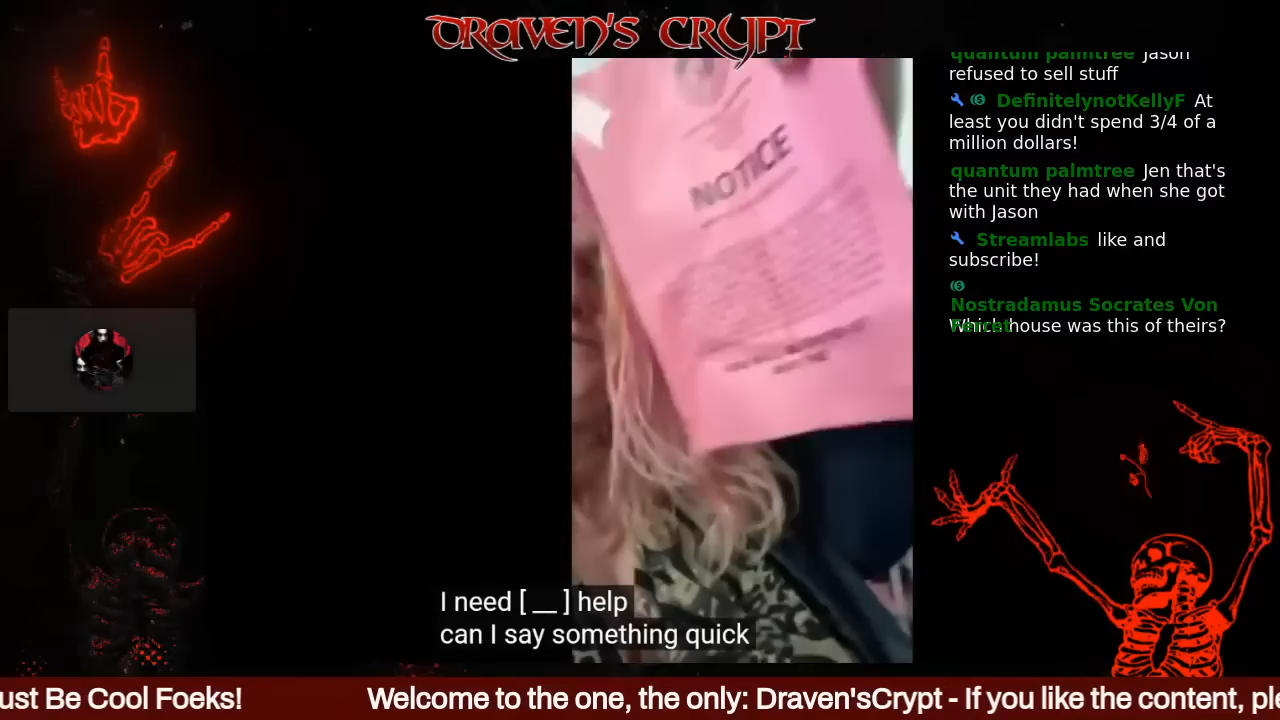 DRAVEN'S CRYPT
quantum palmtree Jason
refused to sell stuff
DefinitelynotKellyF At
least you didn't spend 3/4 of a
million dollars!
quantum palmtree Jen that's
the unit they had when she got
with Jason
Streamlabs like and
subscribe!
Nostradamus Socrates Von
Ferret Which house was this of theirs?
NOTICE
I need [ __ ] help
can I say something quick
ust Be Cool Foeks! Welcome to the one, the only: Draven'sCrypt - If you like the content, ple